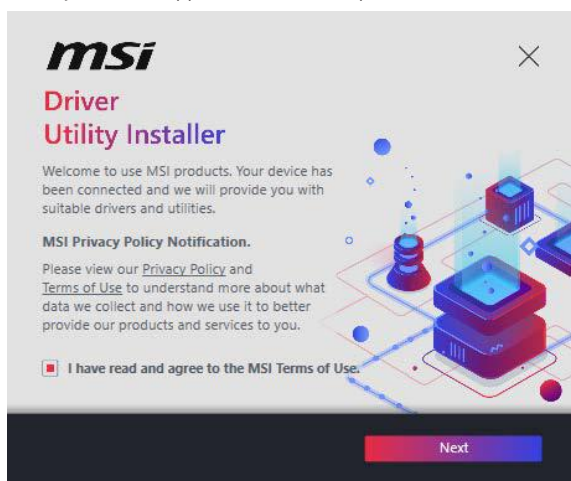 msi
Driver
Utility Installer
Welcome to use MSI products. Your device has
been connected and we will provide you with
suitable drivers and utilities.
MSI Privacy Policy Notification.
Please view our Privacy Policy and
Terms of Use to understand more about what
data we collect and how we use it to better
provide our products and services to you.
I have read and agree to the MSI Terms of Use.
Next